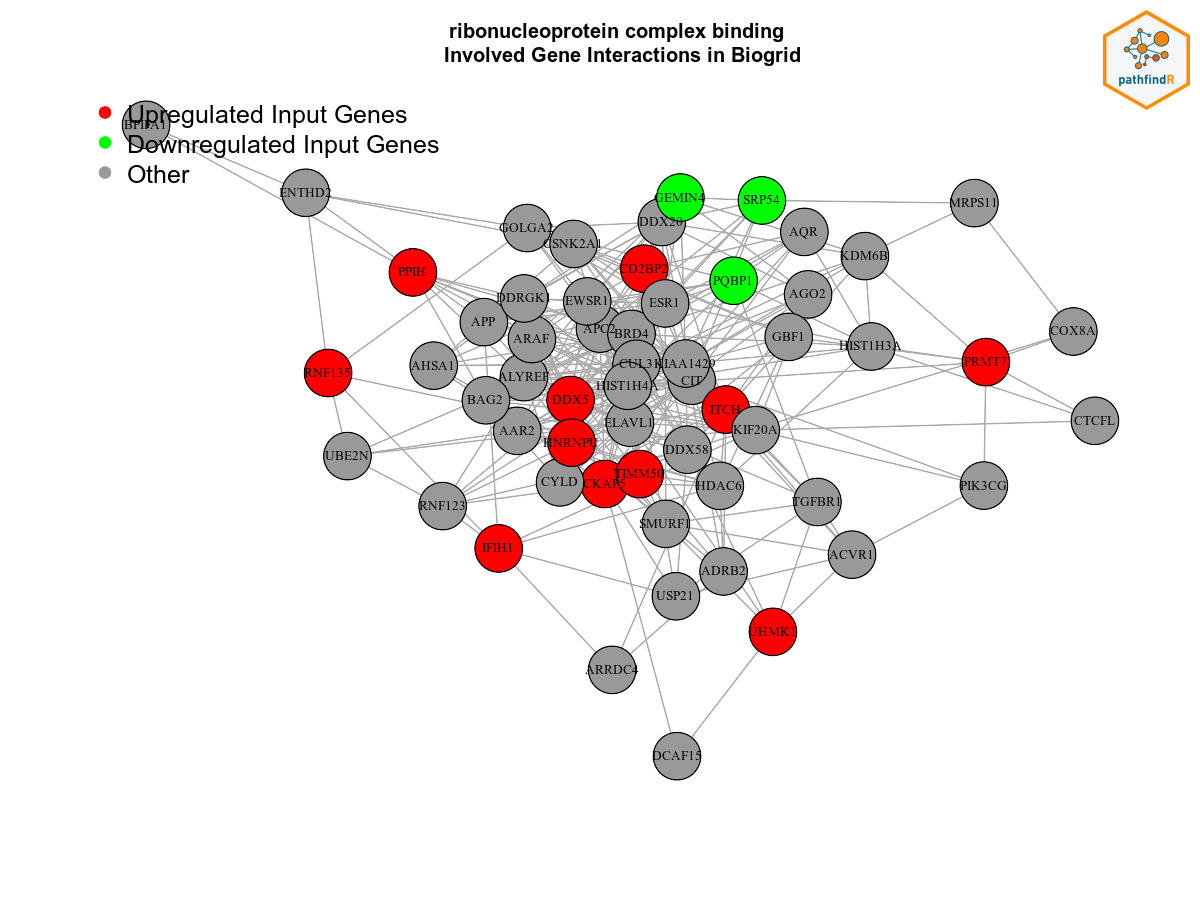 ribonucleoprotein complex binding
Involved Gene Interactions in Biogrid
pathfindR
Upregulated Input Genes
Downregulated Input Genes
Other
ENTHD2
GEMIN4
SRP54
MRPS11
GOLGA2
DDX20
AQR
CSNK2A1
KDM6B
PPIH
CD2BP2
PQBP1
AGO2
DDRGK1
EWSR1
ESR1
APP
APC2
BRD4
COX8A
ARAF
GBF1
HIST1H3A
AHSA1
CUL3
KIAA1429
PRMT7
RNF135
ALYREF
CIT
HIST1H4A
BAG2
DDX5
ITCH
CTCFL
AAR2
ELAVL1
KIF20A
HNRNPU
DDX58
UBE2N
TIMM50
CYLD
CKAP5
HDAC6
PIK3CG
RNF123
TGFBR1
SMURF1
IFIH1
ACVR1
ADRB2
USP21
UHMK1
ARRDC4
DCAF15